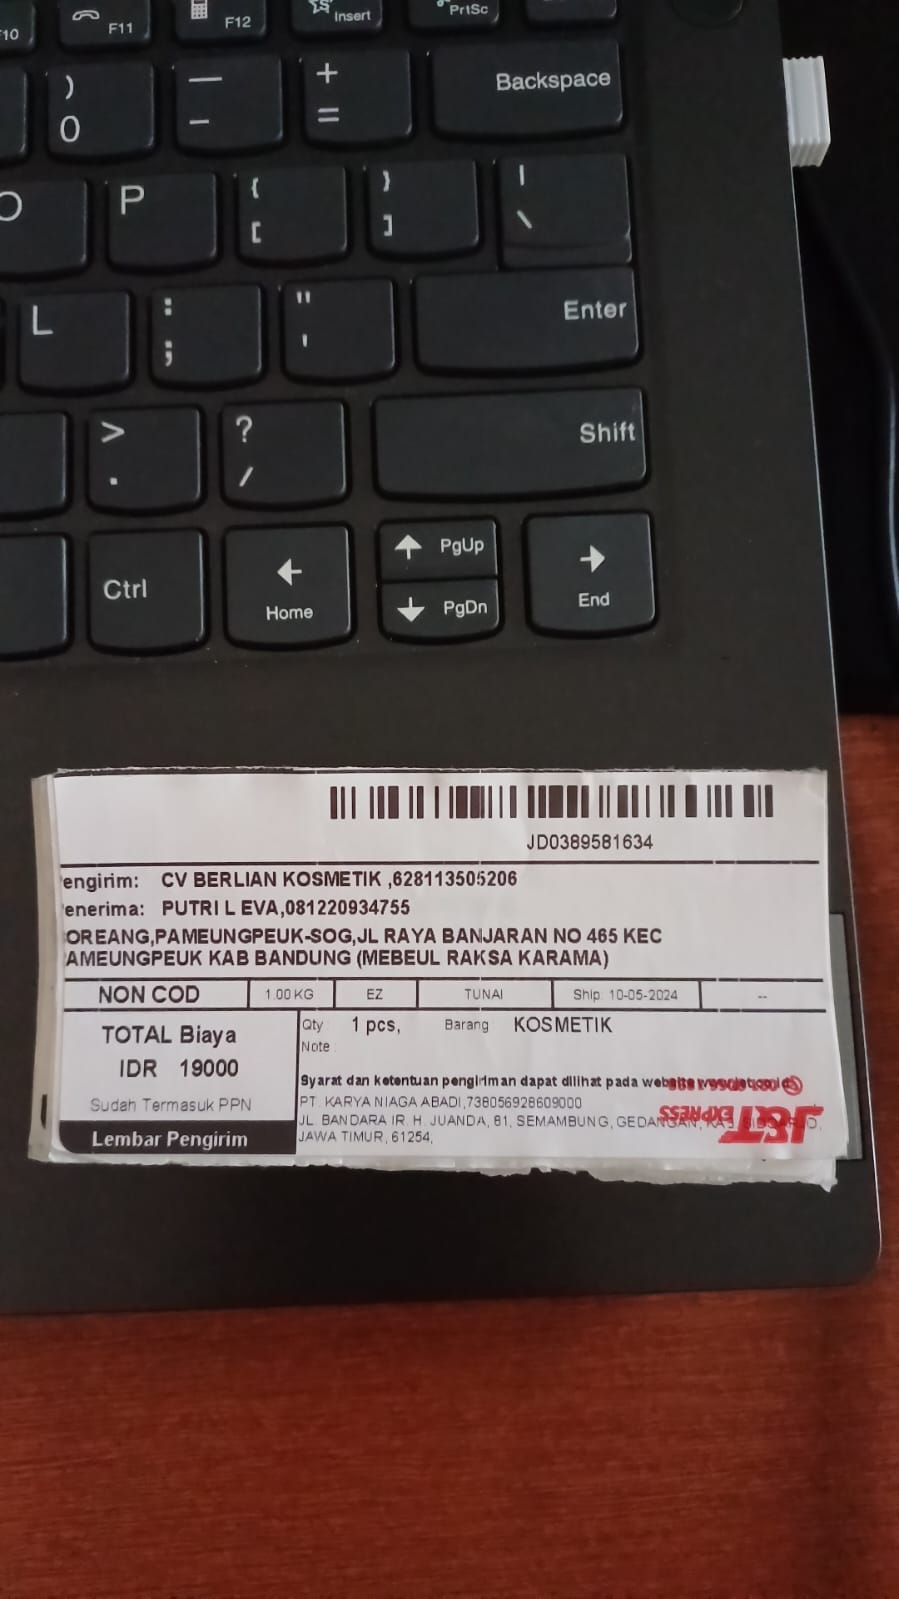 F10 F11 F12 Insert PrtSc
) 0 — - + = Backspace
O P { [ } ] | \
L : ; " ' Enter
> . ? / Shift
Ctrl ← Home ↑ PgUp ↓ PgDn → End
JD0389581634
engirim: CV BERLIAN KOSMETIK ,628113505206
enerima: PUTRI L EVA,081220934755
OREANG,PAMEUNGPEUK-SOG,JL RAYA BANJARAN NO 465 KEC
AMEUNGPEUK KAB BANDUNG (MEBEUL RAKSA KARAMA)
NON COD 1.00 KG EZ TUNAI Ship: 10-05-2024 --
TOTAL Biaya
IDR 19000
Sudah Termasuk PPN
Lembar Pengirim
Qty 1 pcs, Barang KOSMETIK
Note
Syarat dan ketentuan pengiriman dapat dilihat pada website
PT. KARYA NIAGA ABADI,738056928609000
JL. BANDARA IR. H. JUANDA, 81, SEMAMBUNG, GEDANGAN,
JAWA TIMUR, 61254,
J&T EXPRESS